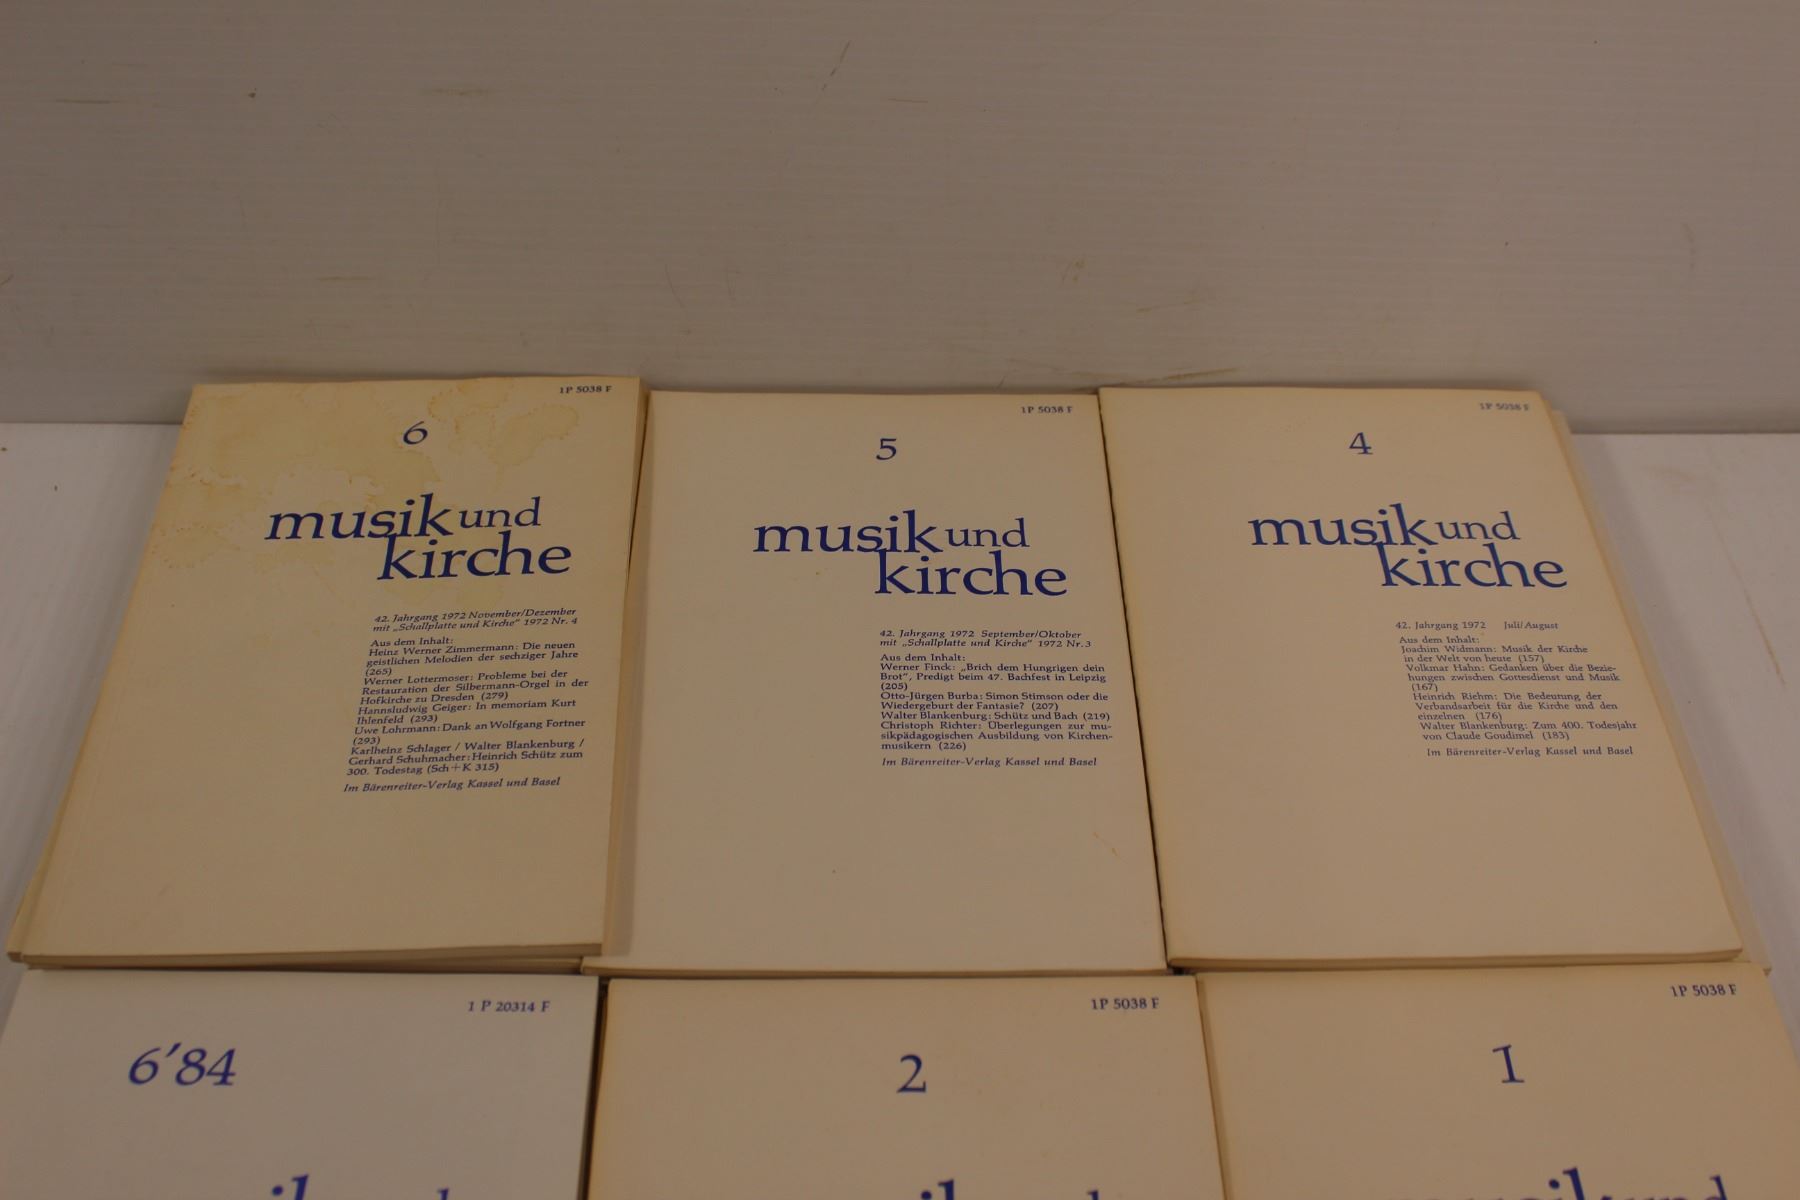 1P 5038 F
6
musik und
kirche
42. Jahrgang 1972 November/Dezember
mit „Schallplatte und Kirche" 1972 Nr. 4
Aus dem Inhalt:
Heinz Werner Zimmermann: Die neuen
geistlichen Melodien der sechziger Jahre
(265)
Werner Lottermoser: Probleme bei der
Restauration der Silbermann-Orgel in der
Hofkirche zu Dresden (279)
Hannsludwig Geiger: In memoriam Kurt
Ihlenfeld (293)
Uwe Lohrmann: Dank an Wolfgang Fortner
(293)
Karlheinz Schlager / Walter Blankenburg /
Gerhard Schuhmacher: Heinrich Schütz zum
300. Todestag (Sch+K 315)
Im Bärenreiter-Verlag Kassel und Basel
1P 5038 F
5
musik und
kirche
42. Jahrgang 1972 September/Oktober
mit „Schallplatte und Kirche" 1972 Nr. 3
Aus dem Inhalt:
Werner Finck: „Brich dem Hungrigen dein
Brot", Predigt beim 47. Bachfest in Leipzig
(205)
Otto-Jürgen Burba: Simon Stimson oder die
Wiedergeburt der Fantasie? (207)
Walter Blankenburg: Schütz und Bach (219)
Christoph Richter: Überlegungen zur mu-
sikpädagogischen Ausbildung von Kirchen-
musikern (226)
Im Bärenreiter-Verlag Kassel und Basel
1P 5038 F
4
musik und
kirche
42. Jahrgang 1972 Juli/August
Aus dem Inhalt:
Joachim Widmann: Musik der Kirche
in der Welt von heute (157)
Volkmar Hahn: Gedanken über die Bezie-
hungen zwischen Gottesdienst und Musik
(167)
Heinrich Riehm: Die Bedeutung der
Verbandsarbeit für die Kirche und den
einzelnen (176)
Walter Blankenburg: Zum 400. Todesjahr
von Claude Goudimel (183)
Im Bärenreiter-Verlag Kassel und Basel
1 P 20314 F
6'84
1P 5038 F
2
1P 5038 F
1